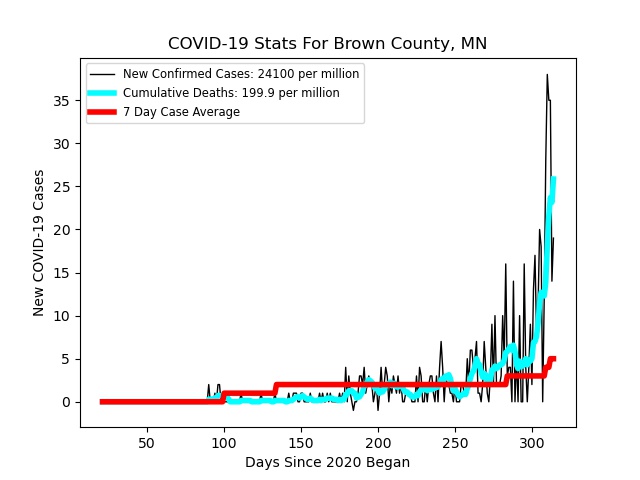 COVID-19 Stats For Brown County, MN
New Confirmed Cases: 24100 per million
Cumulative Deaths: 199.9 per million
7 Day Case Average
New COVID-19 Cases
35
30
25
20
15
10
5
0
50 100 150 200 250 300
Days Since 2020 Began